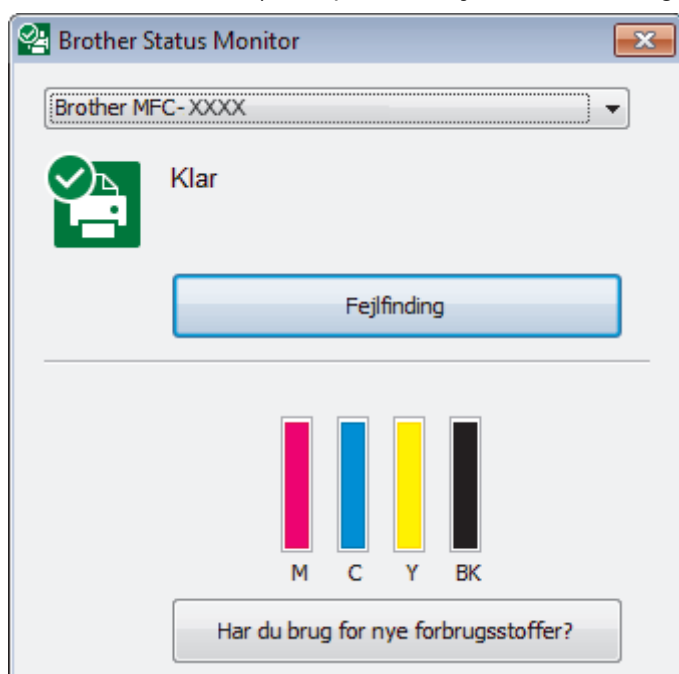 Brother Status Monitor
Brother MFC-XXXX
Klar
Fejlfinding
M C Y BK
Har du brug for nye forbrugsstoffer?